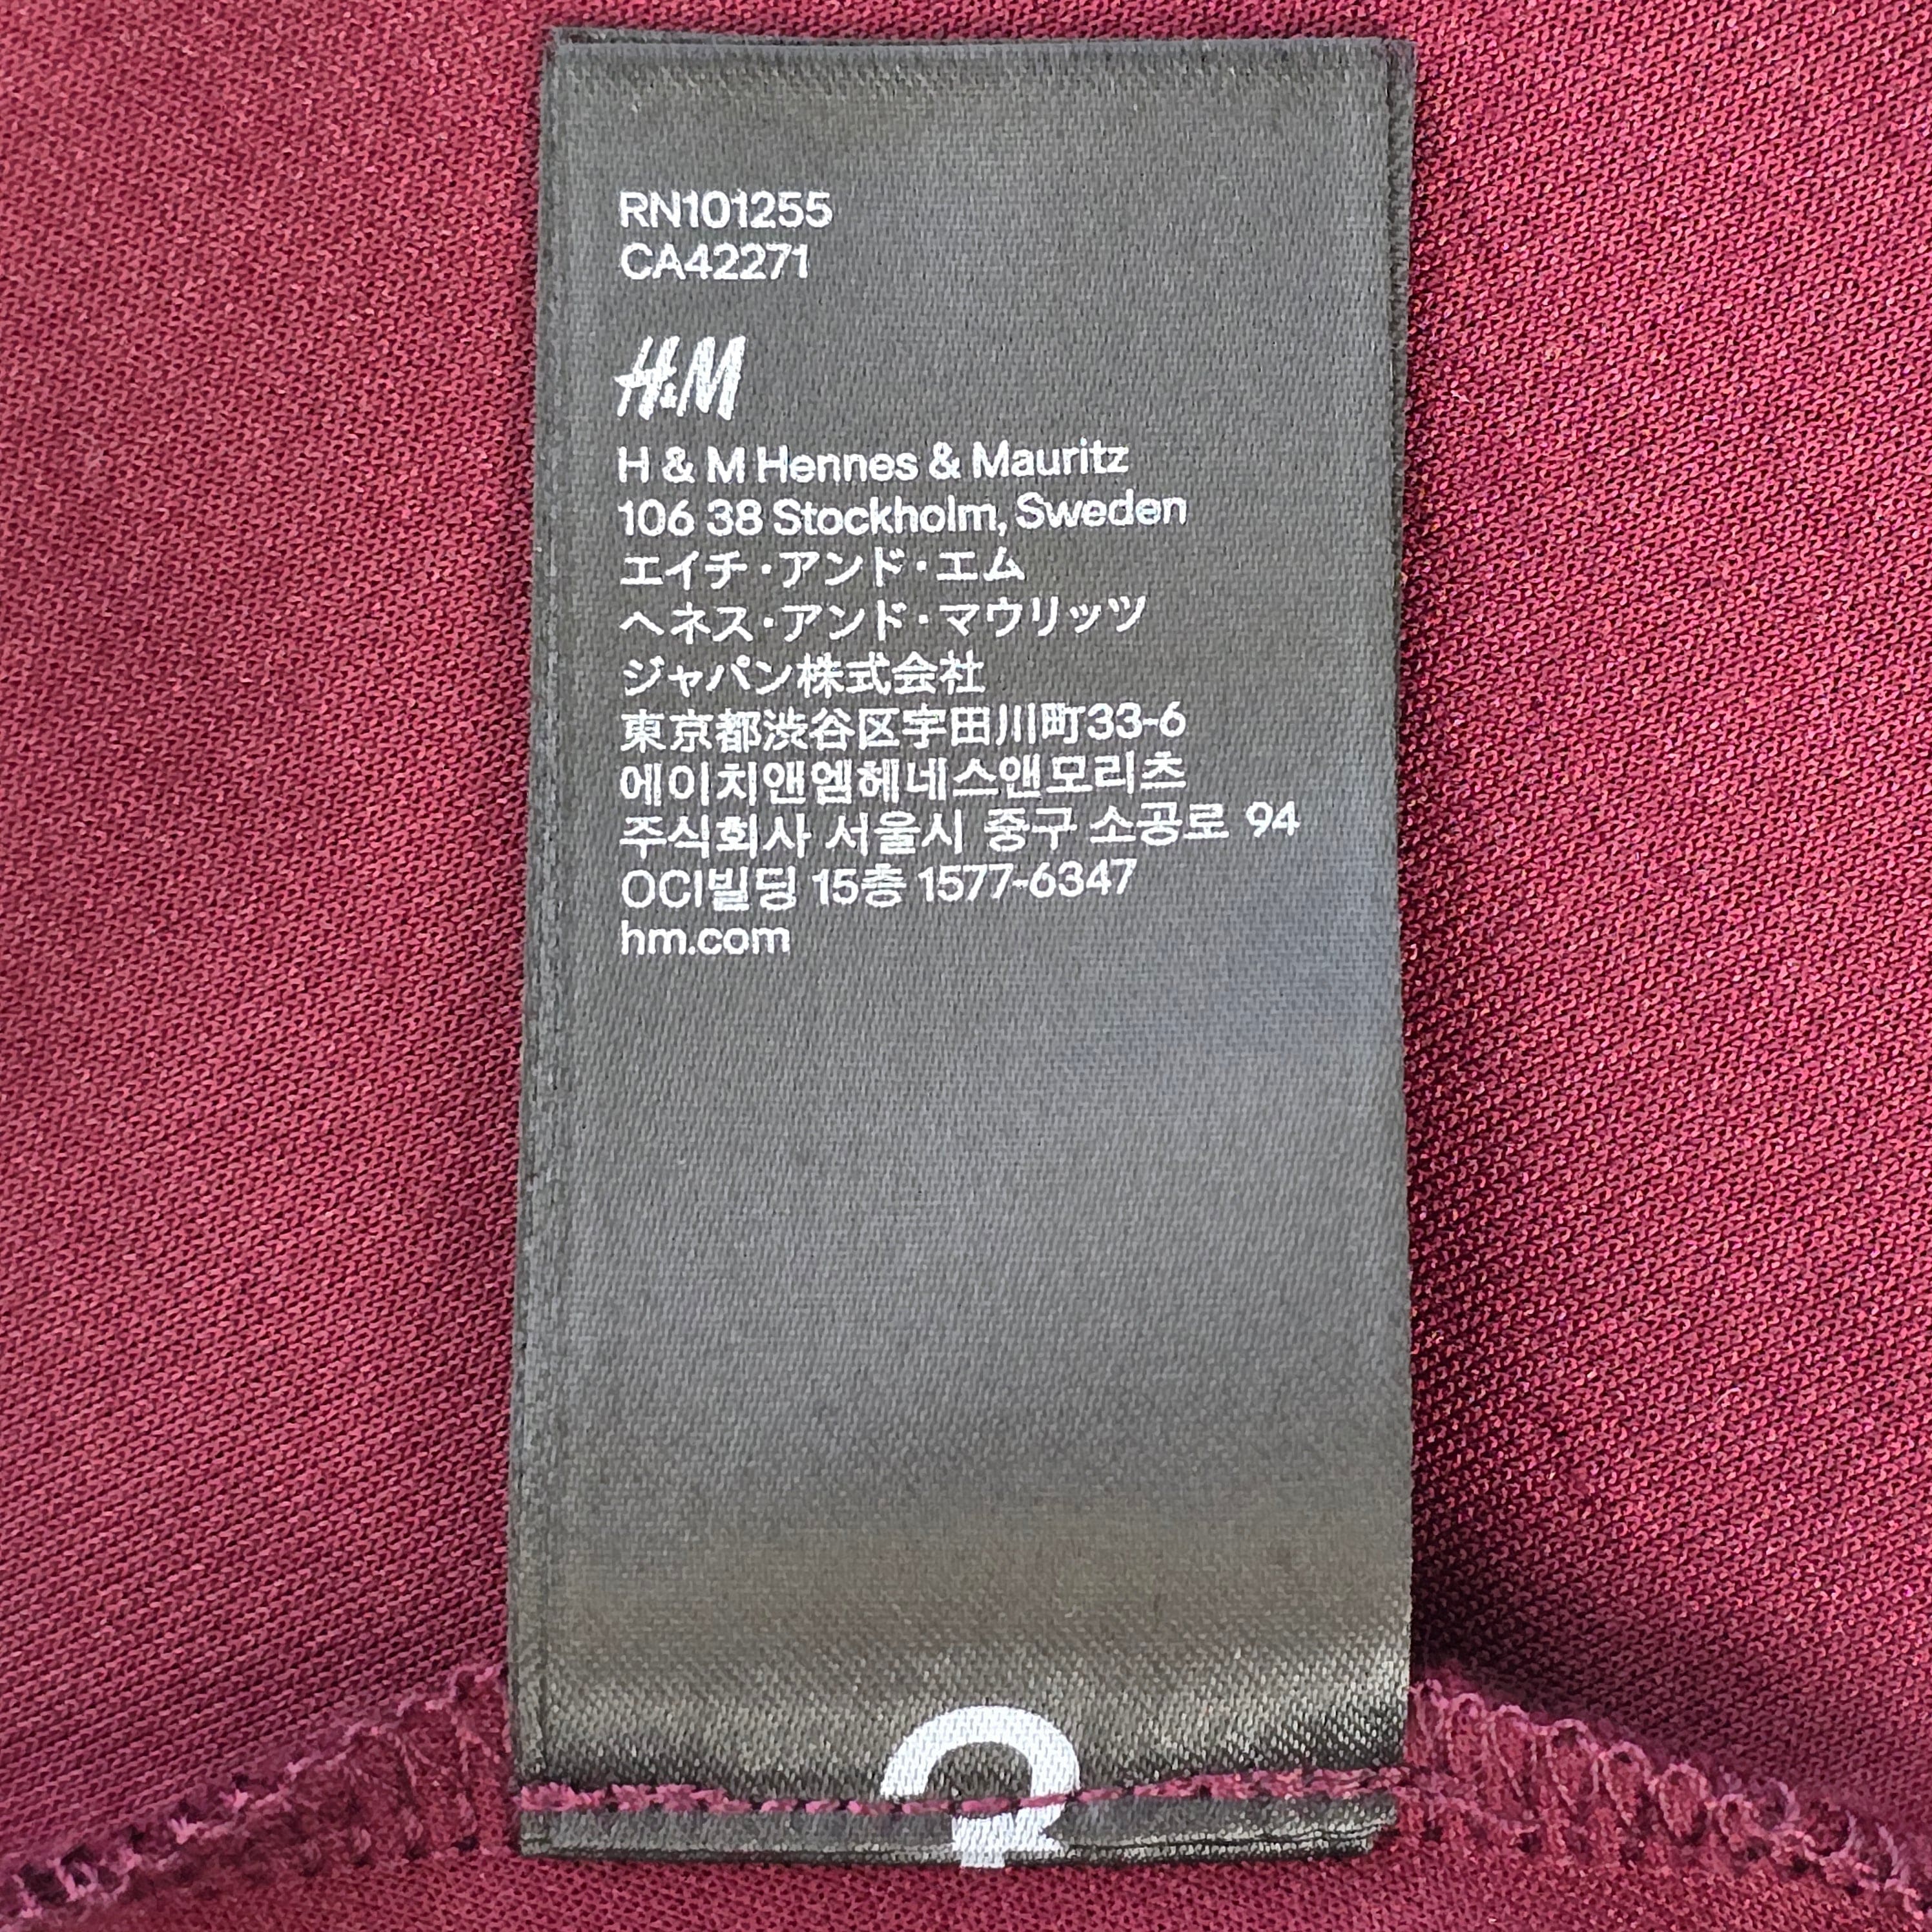 RN101255
CA42271
H&M
H & M Hennes & Mauritz
106 38 Stockholm, Sweden
エイチ・アンド・エム
ヘネス・アンド・マウリッツ
ジャパン株式会社
東京都渋谷区宇田川町33-6
에이치앤엠헤네스앤모리츠
주식회사 서울시 중구 소공로 94
OCI빌딩 15층 1577-6347
hm.com